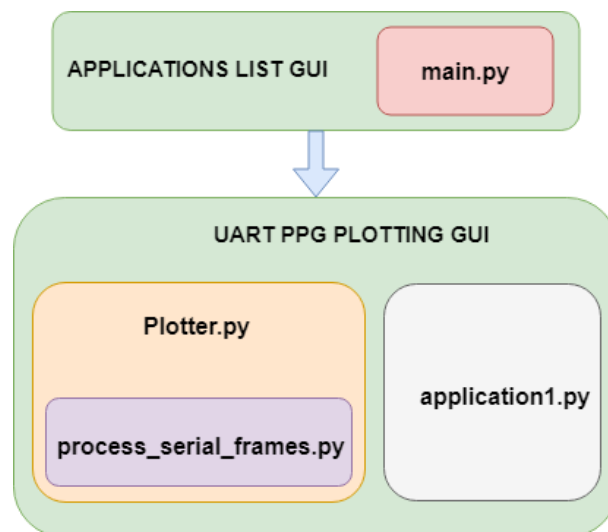 APPLICATIONS LIST GUI
main.py
UART PPG PLOTTING GUI
Plotter.py
process_serial_frames.py
application1.py